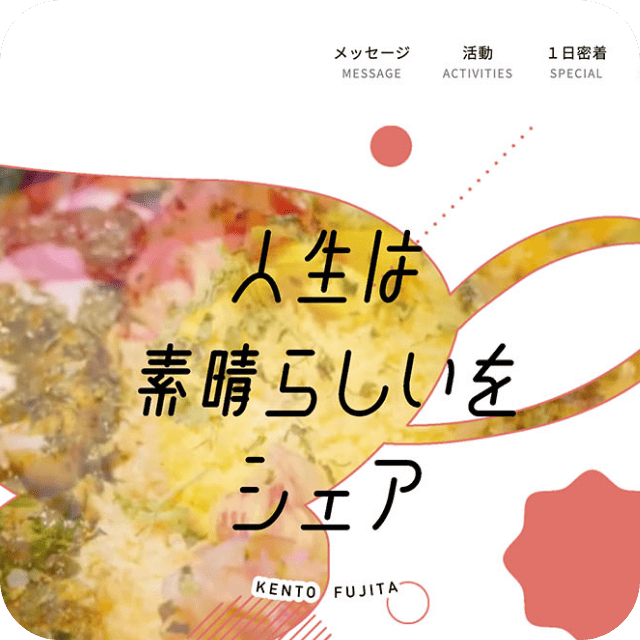 メッセージ 活動 １日密着
MESSAGE ACTIVITIES SPECIAL
人生は
素晴らしいを
シェア
KENTO FUJITA